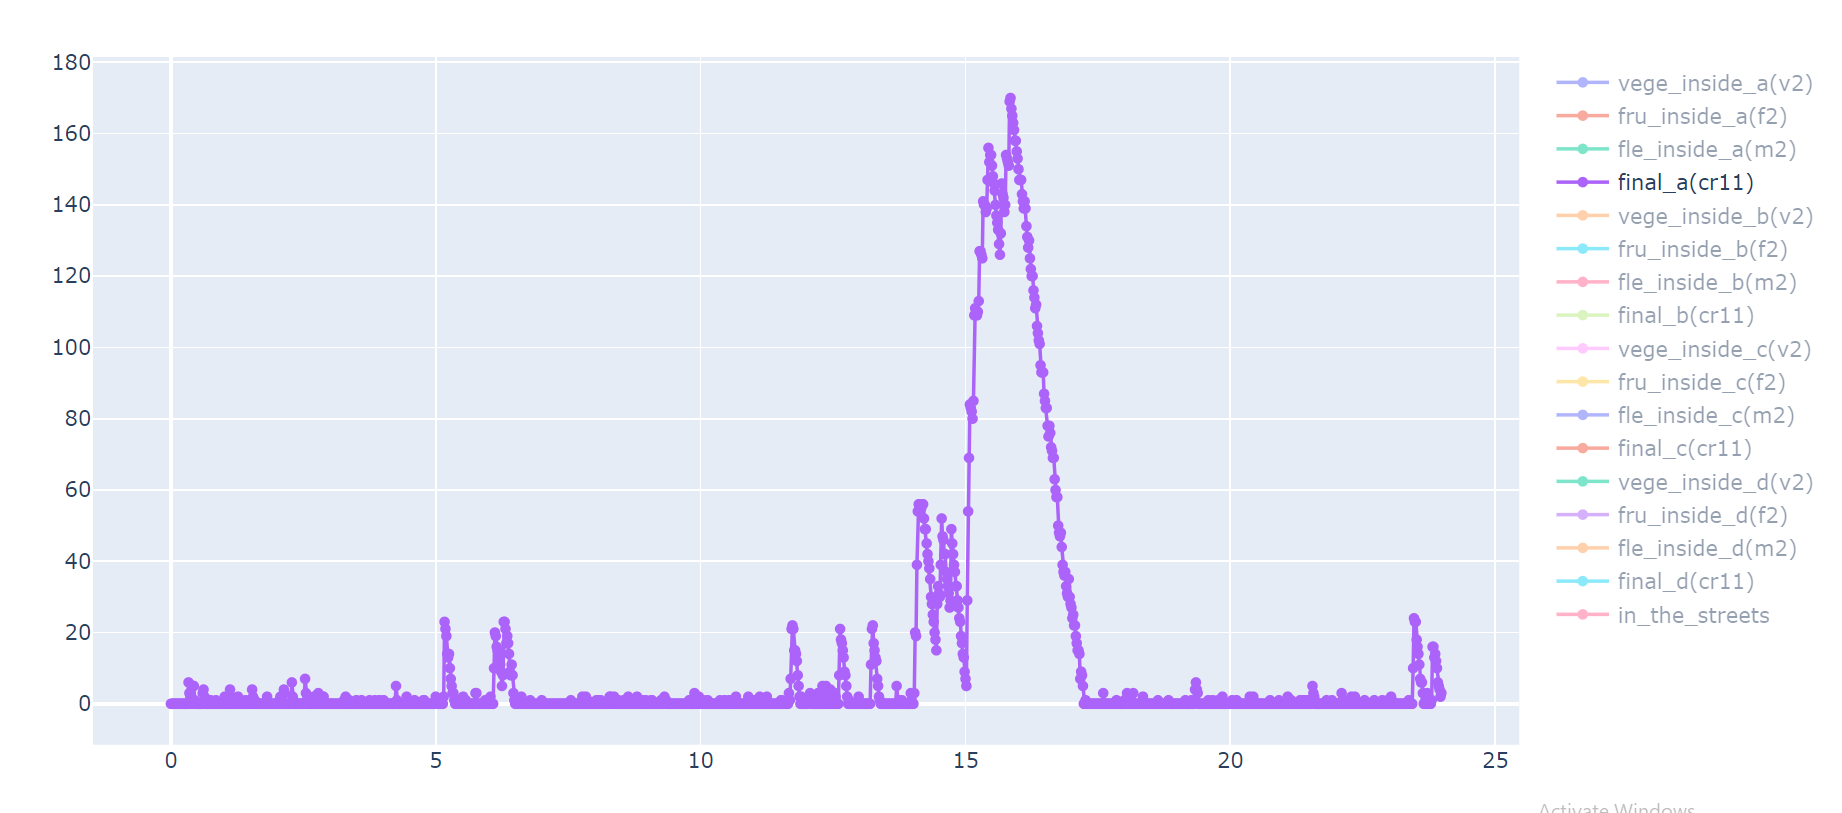 180
160
140
120
100
80
60
40
20
0
0 5 10 15 20 25
vege_inside_a(v2)
fru_inside_a(f2)
fle_inside_a(m2)
final_a(cr11)
vege_inside_b(v2)
fru_inside_b(f2)
fle_inside_b(m2)
final_b(cr11)
vege_inside_c(v2)
fru_inside_c(f2)
fle_inside_c(m2)
final_c(cr11)
vege_inside_d(v2)
fru_inside_d(f2)
fle_inside_d(m2)
final_d(cr11)
in_the_streets
Activate Windows